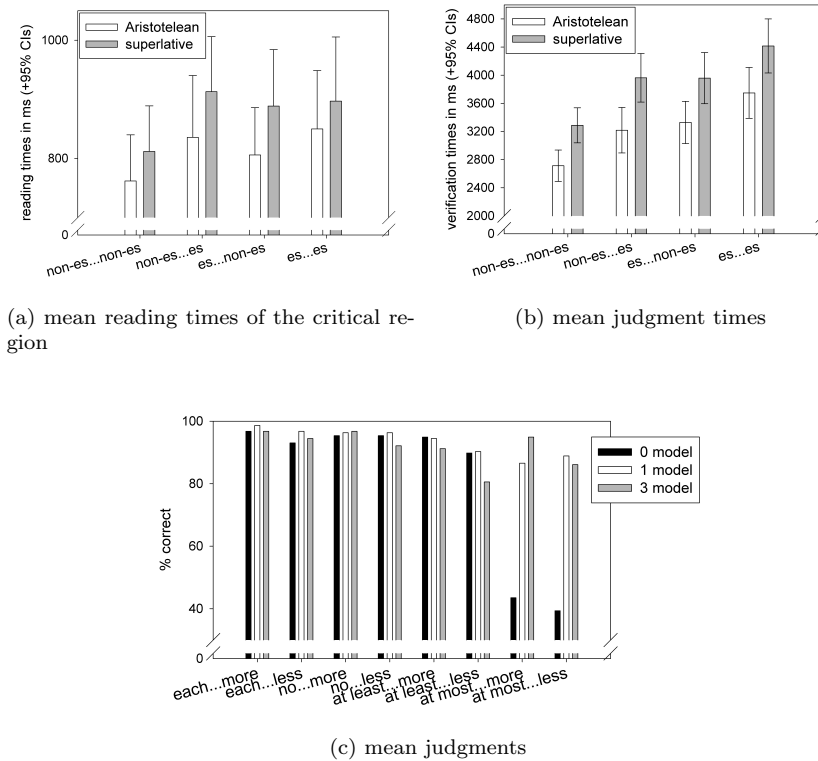 Aristotelean
superlative
reading times in ms (+95% CIs)
1000
800
0
non-es...non-es
non-es...es
es...non-es
es...es
(a) mean reading times of the critical re-
gion
Aristotelean
superlative
verification times in ms (+95% CIs)
4800
4400
4000
3600
3200
2800
2400
2000
0
non-es...non-es
non-es...es
es...non-es
es...es
(b) mean judgment times
0 model
1 model
3 model
% correct
100
80
60
40
0
each...more
each...less
no...more
no...less
at least...more
at least...less
at most...more
at most...less
(c) mean judgments